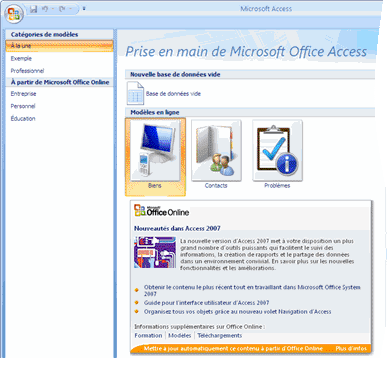 Microsoft Access
Catégories de modèles
À la une
Exemple
Professionnel
À partir de Microsoft Office Online
Entreprise
Personnel
Éducation
Prise en main de Microsoft Office Access
Nouvelle base de données vide
Base de données vide
Modèles en ligne
Biens
Contacts
Problèmes
Microsoft
Office Online
Nouveautés dans Access 2007
La nouvelle version d'Access 2007 met à votre disposition un plus
grand nombre d'outils puissants qui facilitent le suivi des
informations, la creation de rapports et le partage des données
dans un environnement convivial. En savoir plus sur les nouvelles
fonctionnalités et les améliorations.
Obtenir le contenu le plus récent tout en travaillant dans Microsoft Office System
2007
Guide pour l'interface utilisateur d'Access 2007
Organisez tous vos objets grâce au nouveau volet Navigation d'Access
Informations supplémentaires sur Office Online :
Formation | Modèles | Téléchargements
Mettre à jour automatiquement ce contenu à partir d'Office Online
Plus d'infos